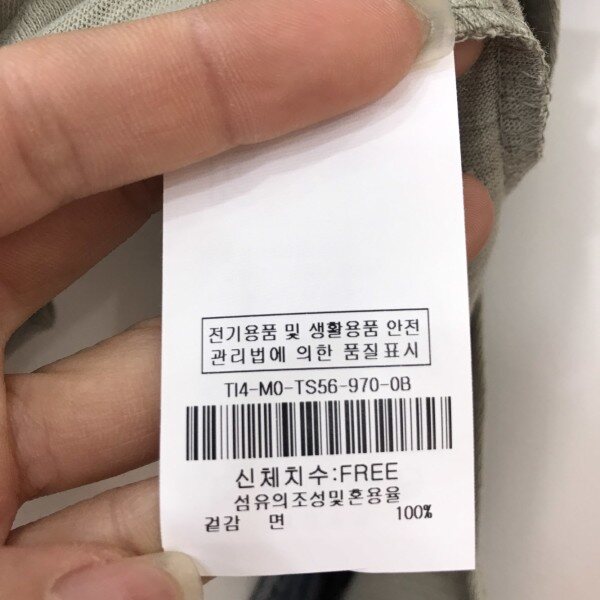 전기용품 및 생활용품 안전
관리법에 의한 품질표시
TI4-M0-TS56-970-0B
신체치수:FREE
섬유의조성및혼용율
겉감 면 100%